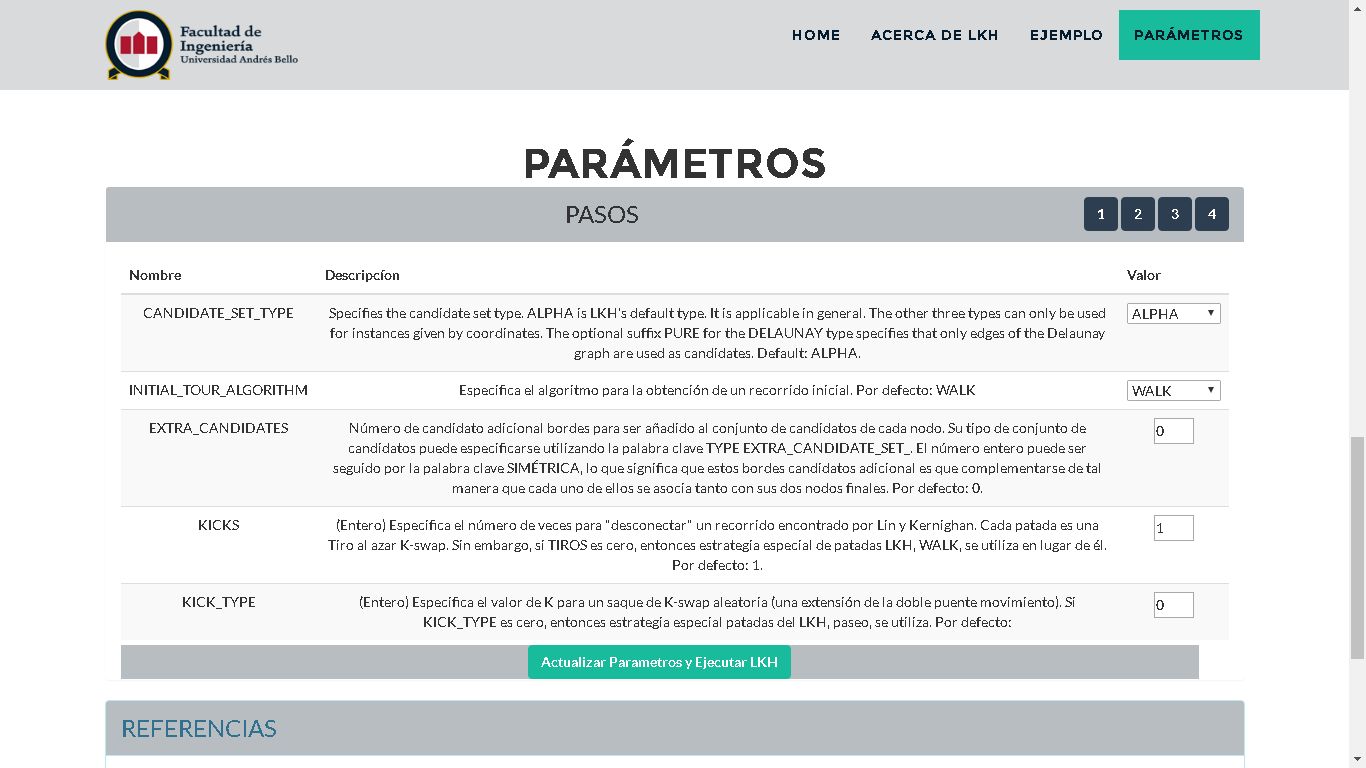 Facultad de
Ingeniería
Universidad Andrés Bello
HOME
ACERCA DE LKH
EJEMPLO
PARÁMETROS
PARÁMETROS
PASOS
1 2 3 4
Nombre Descripcíon Valor
CANDIDATE_SET_TYPE
Specifies the candidate set type. ALPHA is LKH's default type. It is applicable in general. The other three types can only be used
for instances given by coordinates. The optional suffix PURE for the DELAUNAY type specifies that only edges of the Delaunay
graph are used as candidates. Default: ALPHA.
ALPHA
INITIAL_TOUR_ALGORITHM
Especifica el algoritmo para la obtención de un recorrido inicial. Por defecto: WALK
WALK
EXTRA_CANDIDATES
Número de candidato adicional bordes para ser añadido al conjunto de candidatos de cada nodo. Su tipo de conjunto de
candidatos puede especificarse utilizando la palabra clave TYPE EXTRA_CANDIDATE_SET_. El número entero puede ser
seguido por la palabra clave SIMÉTRICA, lo que significa que estos bordes candidatos adicional es que complementarse de tal
manera que cada uno de ellos se asocia tanto con sus dos nodos finales. Por defecto: 0.
0
KICKS
(Entero) Especifica el número de veces para "desconectar" un recorrido encontrado por Lin y Kernighan. Cada patada es una
Tiro al azar K-swap. Sin embargo, si TIROS es cero, entonces estrategia especial de patadas LKH, WALK, se utiliza en lugar de él.
Por defecto: 1.
1
KICK_TYPE
(Entero) Especifica el valor de K para un saque de K-swap aleatoria (una extensión de la doble puente movimiento). Si
KICK_TYPE es cero, entonces estrategia especial patadas del LKH, paseo, se utiliza. Por defecto:
0
Actualizar Parametros y Ejecutar LKH
REFERENCIAS